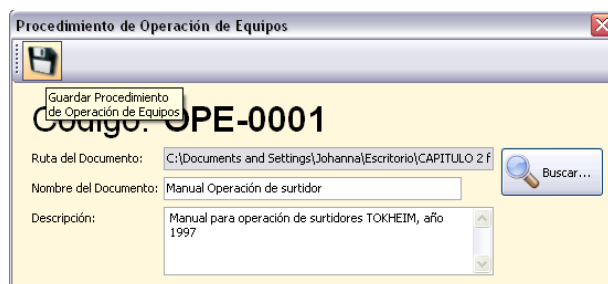 Procedimiento de Operación de Equipos
Guardar Procedimiento
de Operación de Equipos
Código: OPE-0001
Ruta del Documento: C:\Documents and Settings\Johanna\Escritorio\CAPITULO 2 f
Buscar...
Nombre del Documento: Manual Operación de surtidor
Descripción: Manual para operación de surtidores TOKHEIM, año
1997